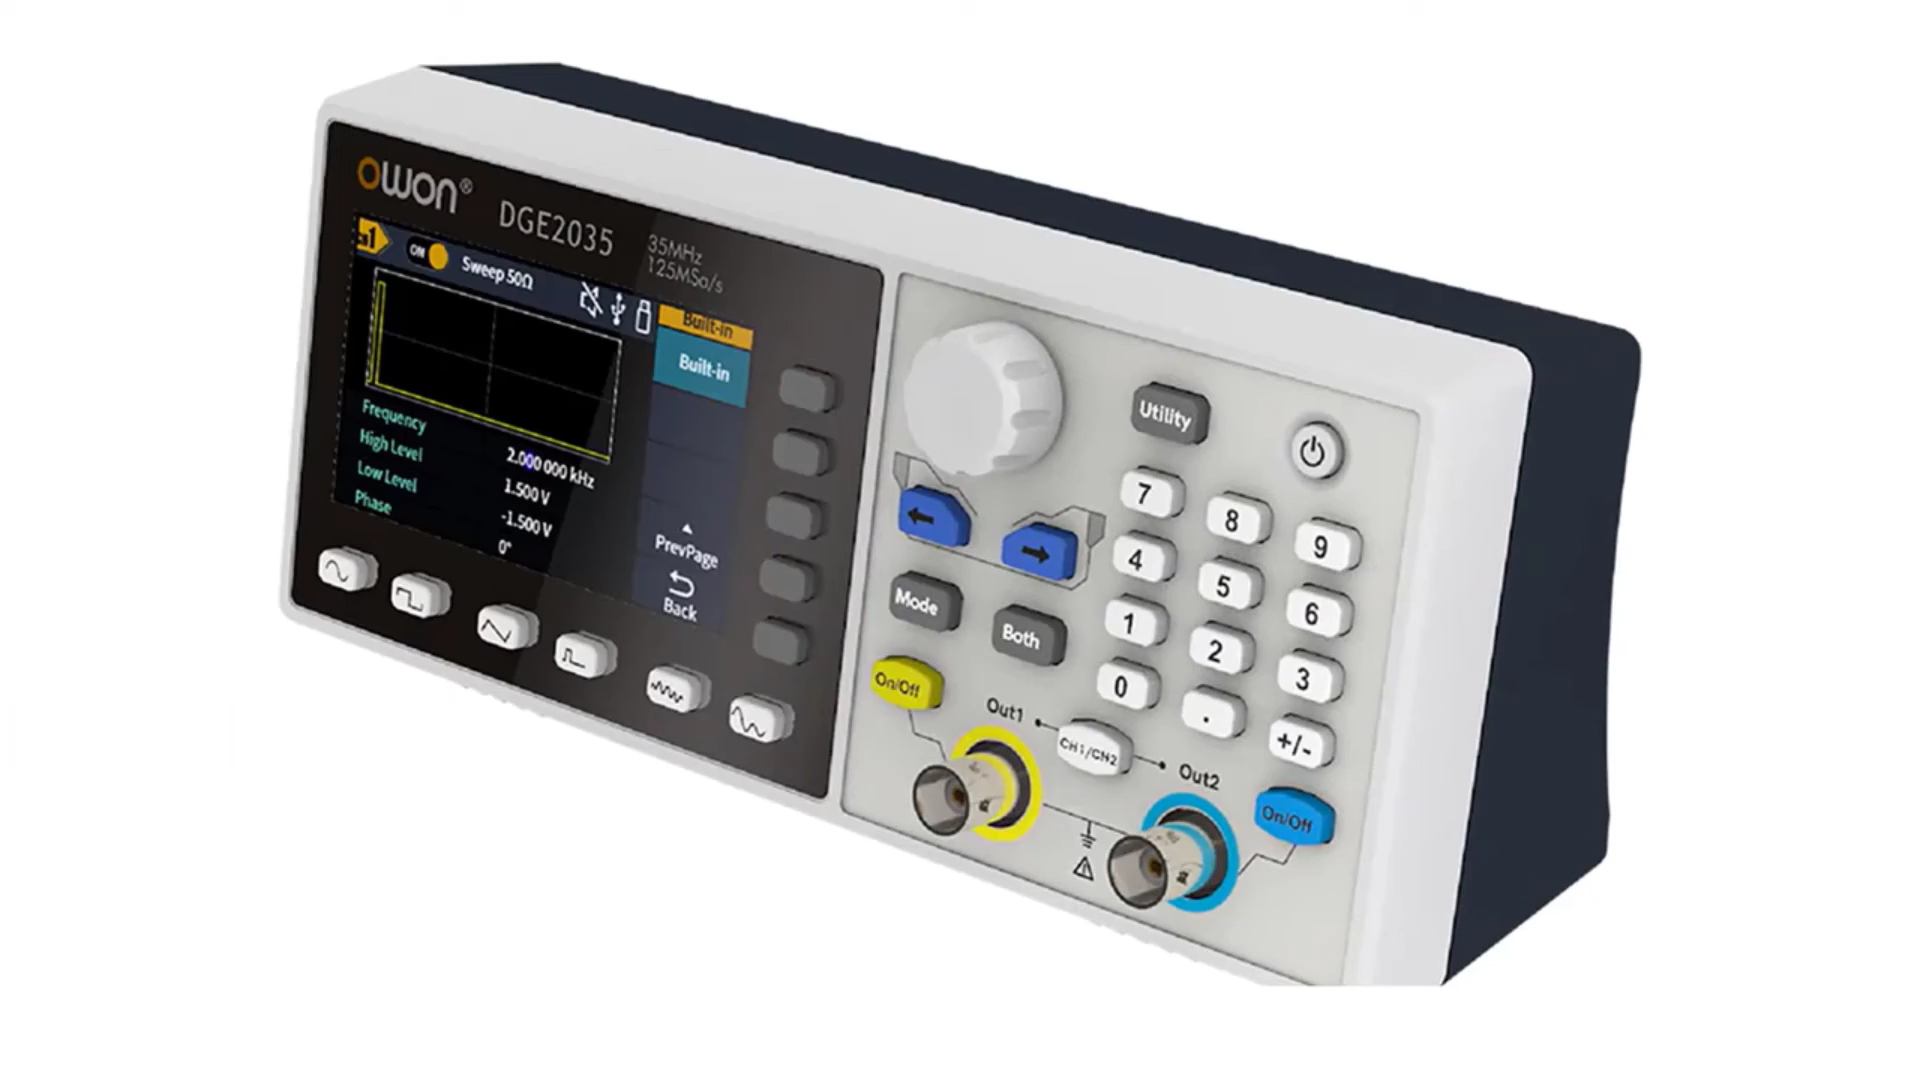 owon®
DGE2035
35MHz
125MSa/s
ON
Sweep 50Ω
Built-in
Built-in
Frequency
2.000 000 kHz
High Level
1.500 V
Low Level
-1.500 V
Phase
0°
PrevPage
Back
Utility
7
8
9
4
5
6
1
2
3
0
.
+/-
Mode
Both
On/Off
Out1
CH1/CH2
Out2
On/Off